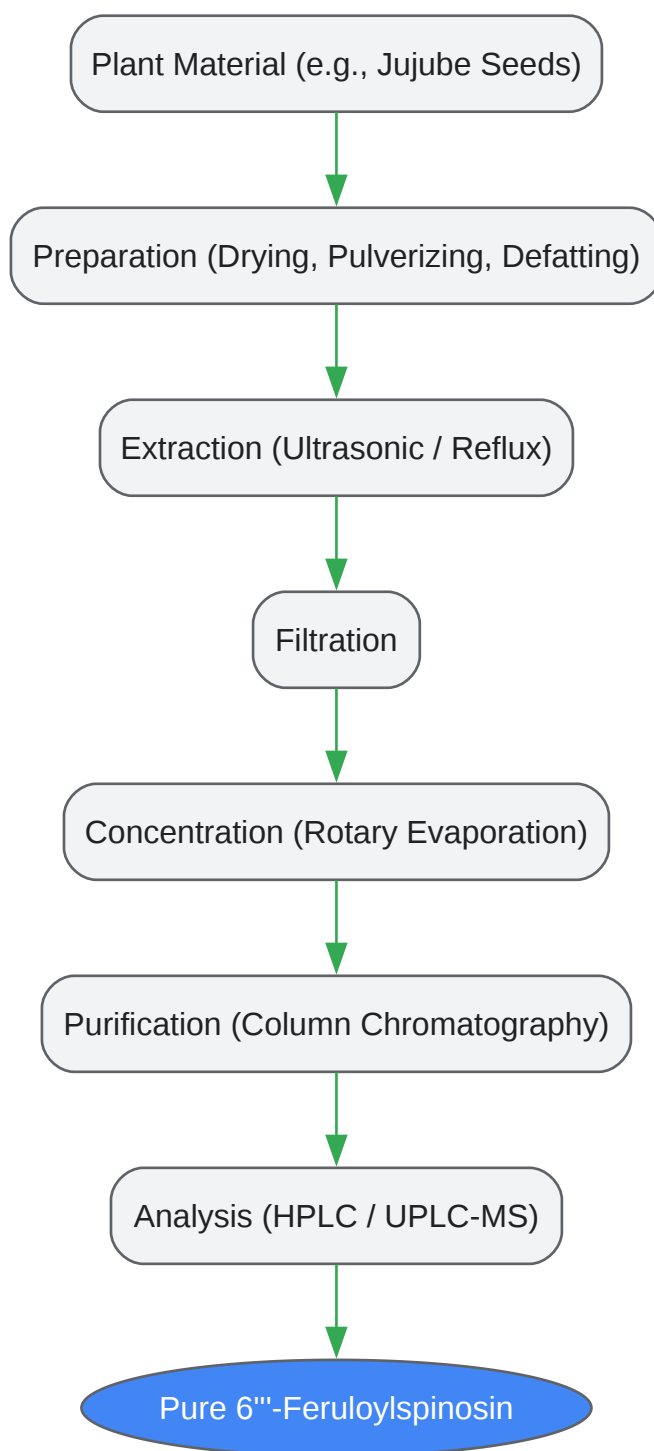 Plant Material (e.g., Jujube Seeds)
Preparation (Drying, Pulverizing, Defatting)
Extraction (Ultrasonic / Reflux)
Filtration
Concentration (Rotary Evaporation)
Purification (Column Chromatography)
Analysis (HPLC / UPLC-MS)
Pure 6'''-Feruloylspinosin